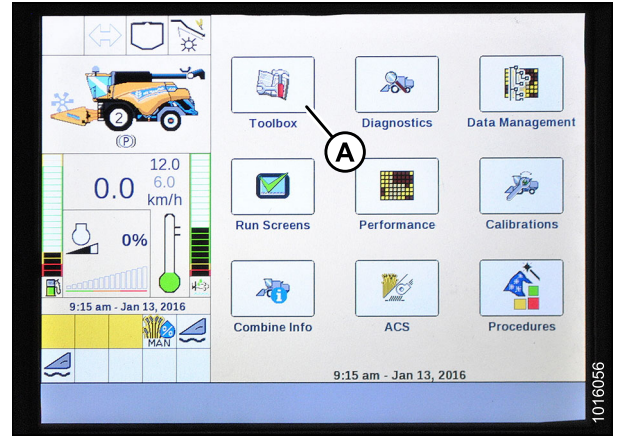 2
(P)
12.0
6.0
0.0
km/h
0%
9:15 am - Jan 13, 2016
MAN
Toolbox
Diagnostics
Data Management
A
Run Screens
Performance
Calibrations
Combine Info
ACS
Procedures
9:15 am - Jan 13, 2016
1016056